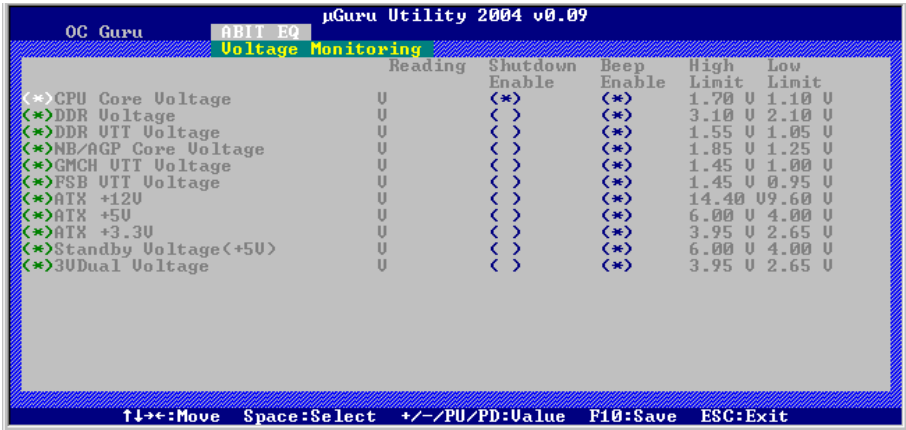 µGuru Utility 2004 v0.09
OC Guru ABIT EQ
Voltage Monitoring
Reading Shutdown Beep High Low
Enable Enable Limit Limit
(*)CPU Core Voltage V (*) (*) 1.70 V 1.10 V
(*)DDR Voltage V ( ) (*) 3.10 V 2.10 V
(*)DDR VTT Voltage V ( ) (*) 1.55 V 1.05 V
(*)NB/AGP Core Voltage V ( ) (*) 1.85 V 1.25 V
(*)GMCH VTT Voltage V ( ) (*) 1.45 V 1.00 V
(*)FSB VTT Voltage V ( ) (*) 1.45 V 0.95 V
(*)ATX +12V V ( ) (*) 14.40 V9.60 V
(*)ATX +5V V ( ) (*) 6.00 V 4.00 V
(*)ATX +3.3V V ( ) (*) 3.95 V 2.65 V
(*)Standby Voltage(+5V) V ( ) (*) 6.00 V 4.00 V
(*)3VDual Voltage V ( ) (*) 3.95 V 2.65 V
↑↓→←:Move Space:Select +/-/PU/PD:Value F10:Save ESC:Exit